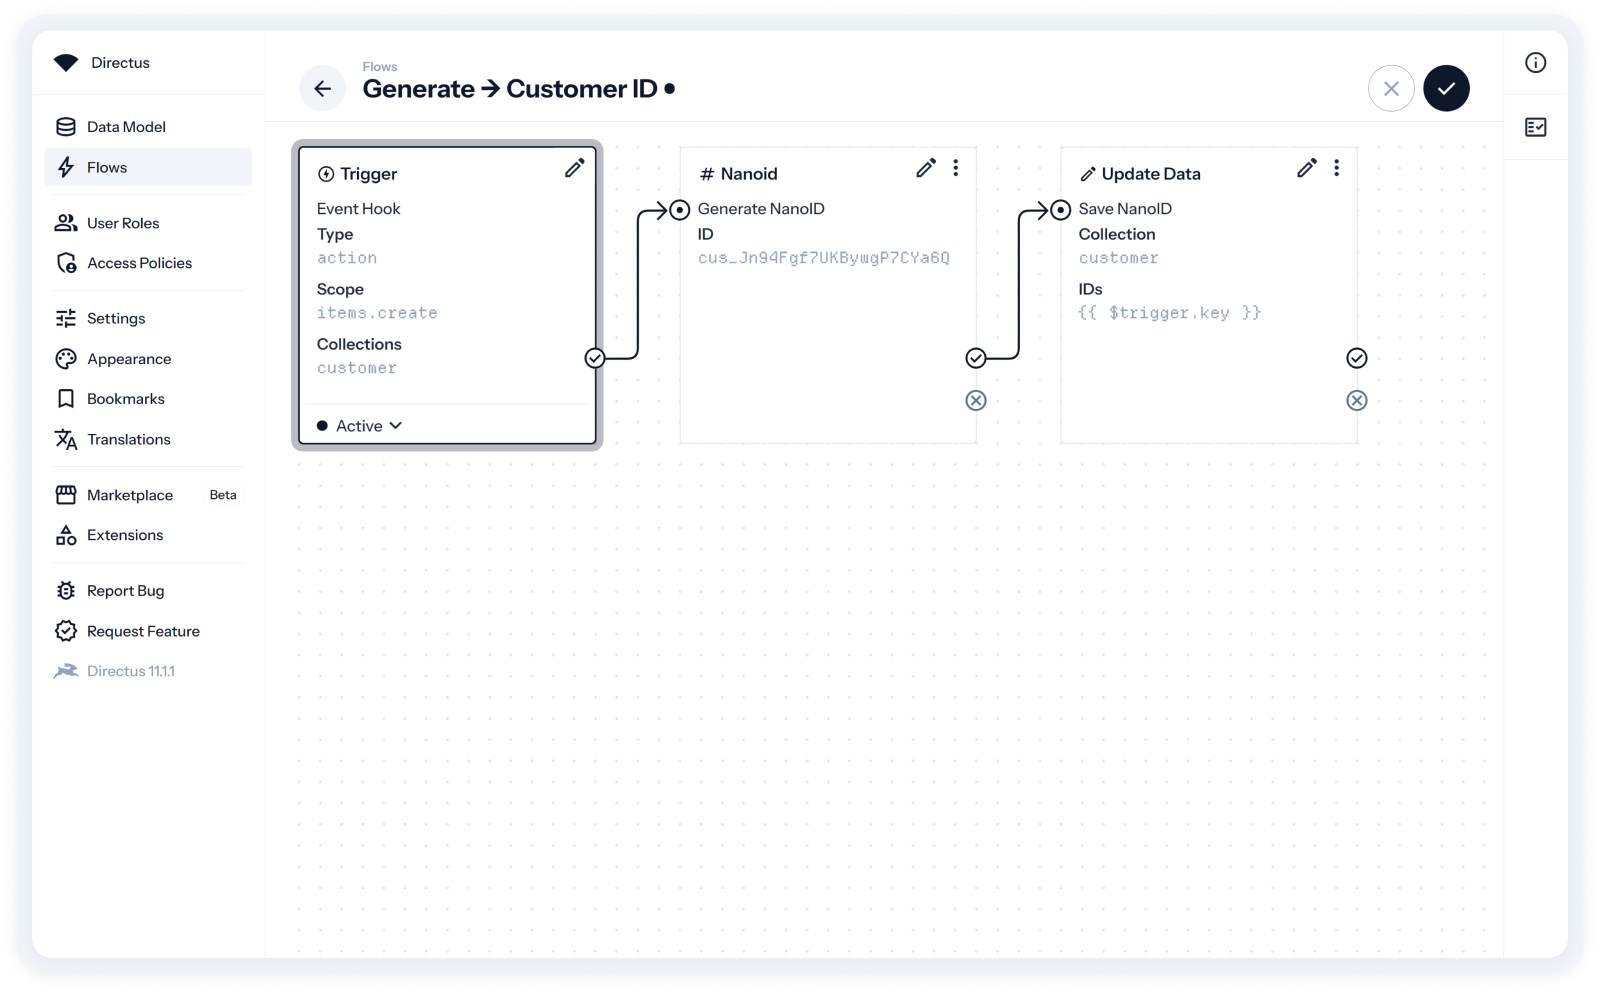 Directus
Data Model
Flows
User Roles
Access Policies
Settings
Appearance
Bookmarks
Translations
Marketplace Beta
Extensions
Report Bug
Request Feature
Directus 11.1.1
Flows
Generate → Customer ID •
Trigger
Event Hook
Type
action
Scope
items.create
Collections
customer
Active
# Nanoid
Generate NanoID
ID
cus_Jn94Fgf7UKBywgP7CYa6Q
Update Data
Save NanoID
Collection
customer
IDs
{{ $trigger.key }}